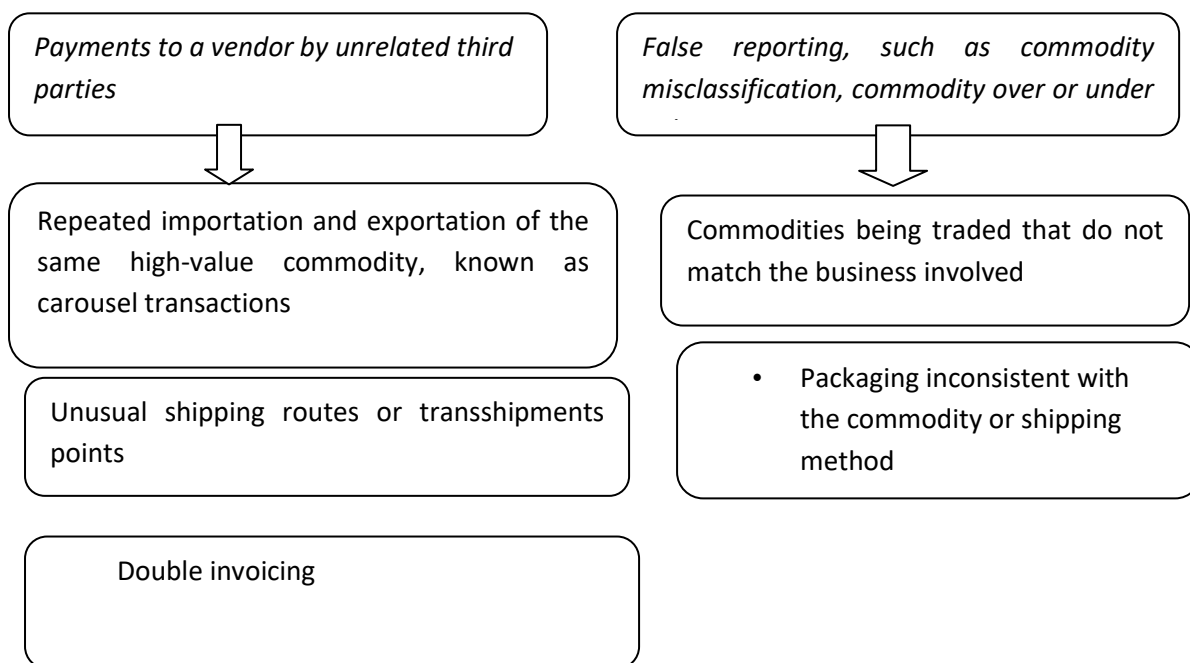 Payments to a vendor by unrelated third
parties
False reporting, such as commodity
misclassification, commodity over or under
Repeated importation and exportation of the
same high-value commodity, known as
carousel transactions
Commodities being traded that do not
match the business involved
Unusual shipping routes or transshipments
points
• Packaging inconsistent with
the commodity or shipping
method
Double invoicing